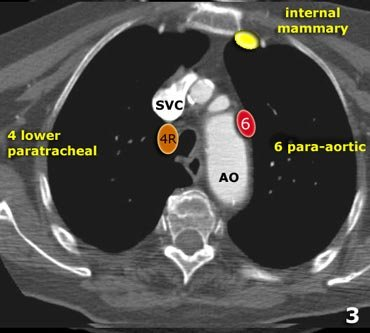 internal
mammary
SVC
4R
6
4 lower
paratracheal
6 para-aortic
AO
3